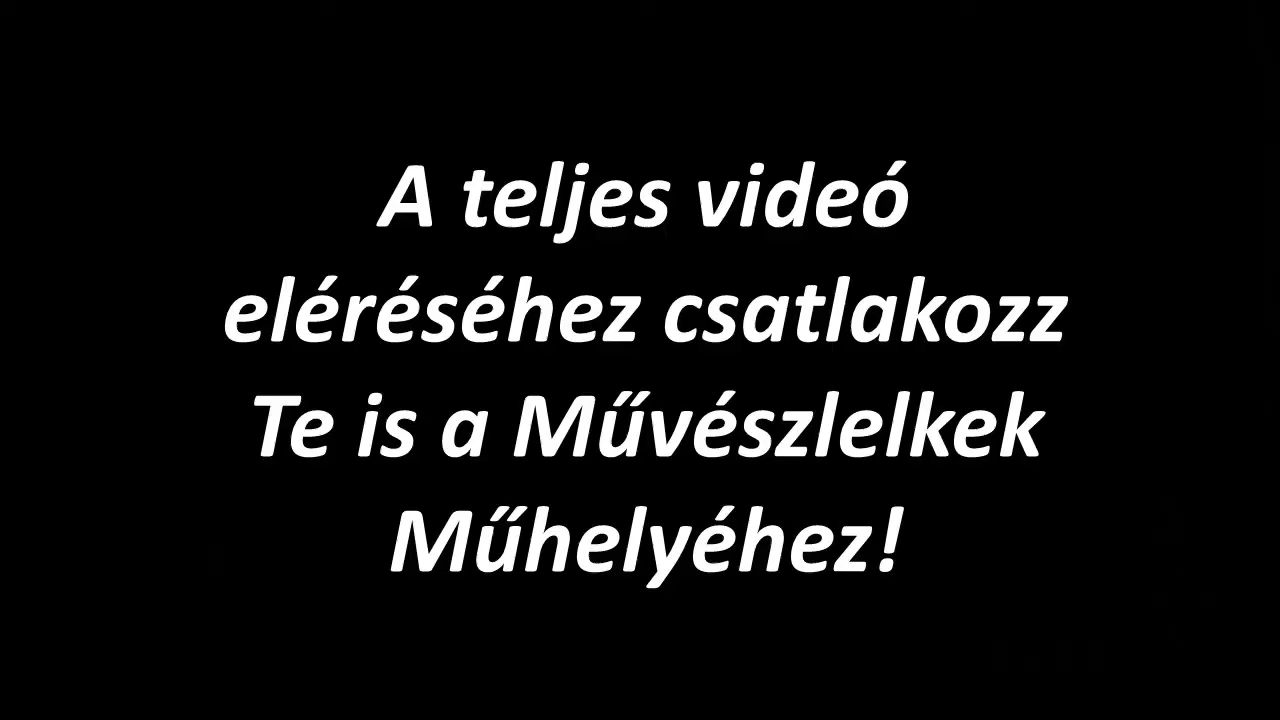 A teljes videó
eléréséhez csatlakozz
Te is a Művészlelkek
Műhelyéhez!